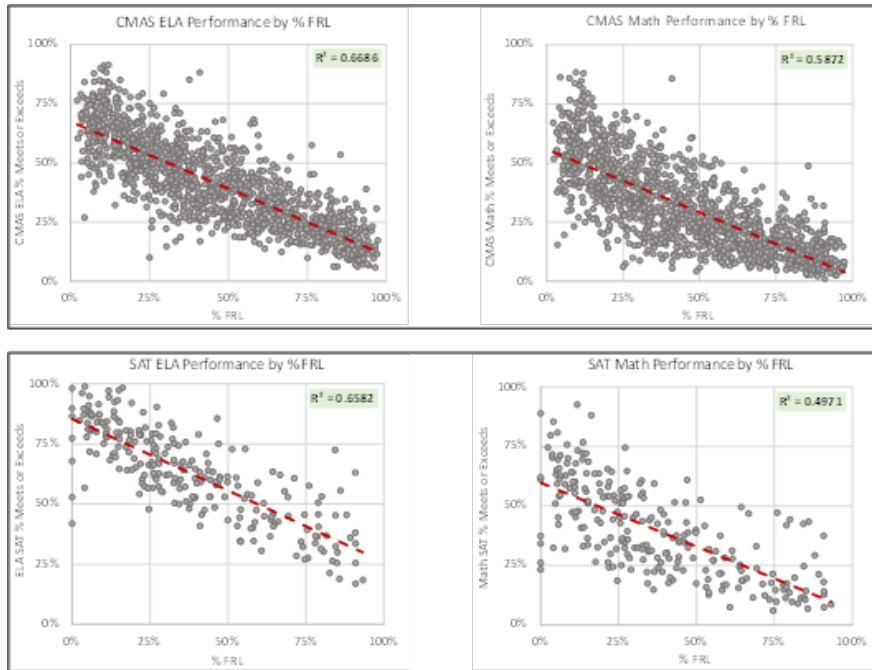 CMAS ELA Performance by % FRL
R² = 0.6686
CMAS ELA % Meets or Exceeds
100%
75%
50%
25%
0%
0% 25% 50% 75% 100%
% FRL
CMAS Math Performance by % FRL
R² = 0.5872
CMAS Math % Meets or Exceeds
100%
75%
50%
25%
0%
0% 25% 50% 75% 100%
% FRL
SAT ELA Performance by % FRL
R² = 0.6582
ELA SAT % Meets or Exceeds
100%
75%
50%
25%
0%
0% 25% 50% 75% 100%
% FRL
SAT Math Performance by % FRL
R² = 0.4971
Math SAT % Meets or Exceeds
100%
75%
50%
25%
0%
0% 25% 50% 75% 100%
% FRL